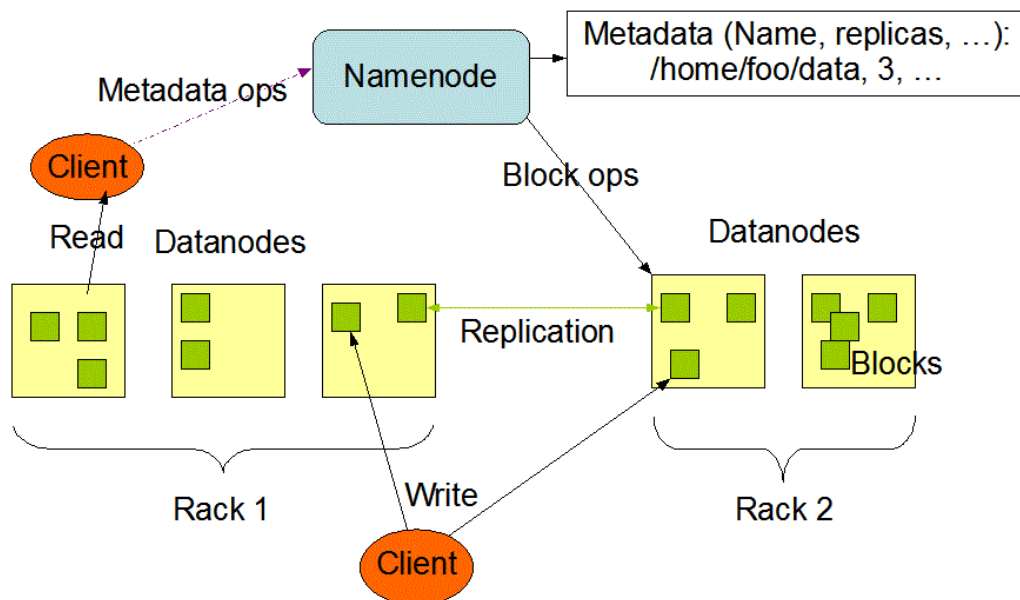 Metadata (Name, replicas, …):
/home/foo/data, 3, …
Namenode
Metadata ops
Client
Block ops
Read
Datanodes
Datanodes
Replication
Blocks
Rack 1
Write
Rack 2
Client